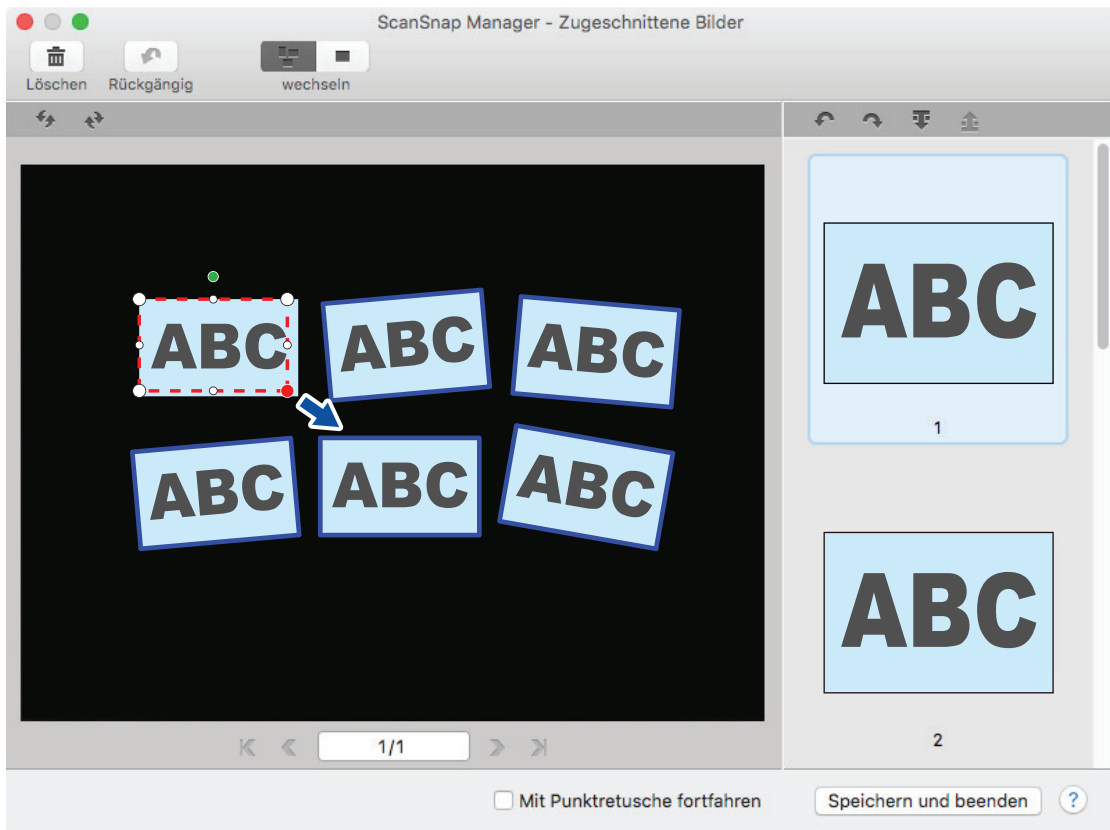 ScanSnap Manager - Zugeschnittene Bilder
Löschen Rückgängig wechseln
ABC ABC ABC
ABC ABC ABC
1/1
ABC
1
ABC
2
Mit Punktretusche fortfahren Speichern und beenden ?